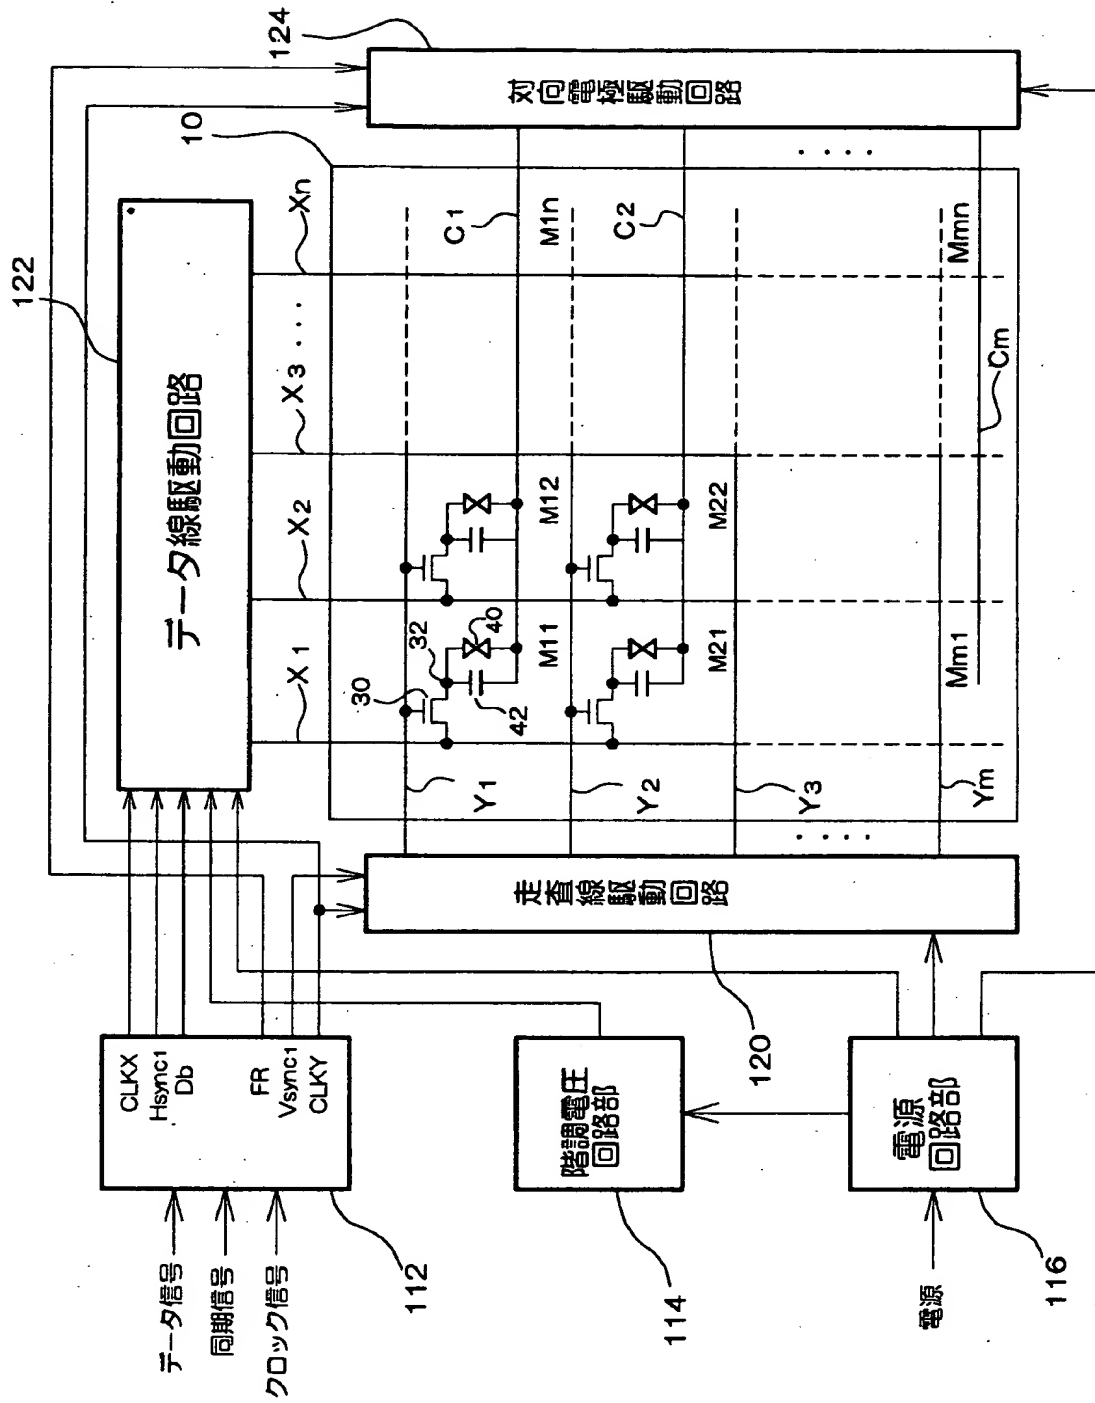 データ信号
同期信号
クロック信号
112
CLKX
Hsync1
Db
FR
Vsync1
CLKY
階調電圧
回路部
114
電源
電源
回路部
116
122
データ線駆動回路
走査線駆動回路
120
対向電極駆動回路
124
10
X1
X2
X3
Xn
Y1
Y2
Y3
Ym
30
32
40
42
M11
M12
M1n
M21
M22
Mm1
Mmn
C1
C2
Cm